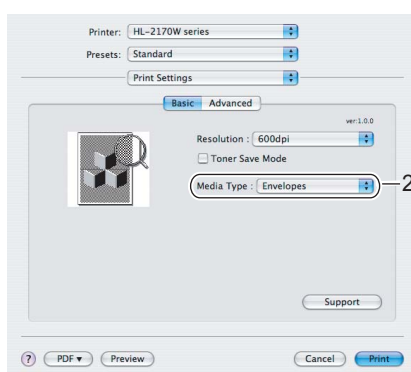 Printer: HL-2170W series
Presets: Standard
Print Settings
Basic Advanced
ver:1.0.0
Resolution : 600dpi
Toner Save Mode
Media Type : Envelopes 2
Support
? PDF ▼ Preview Cancel Print